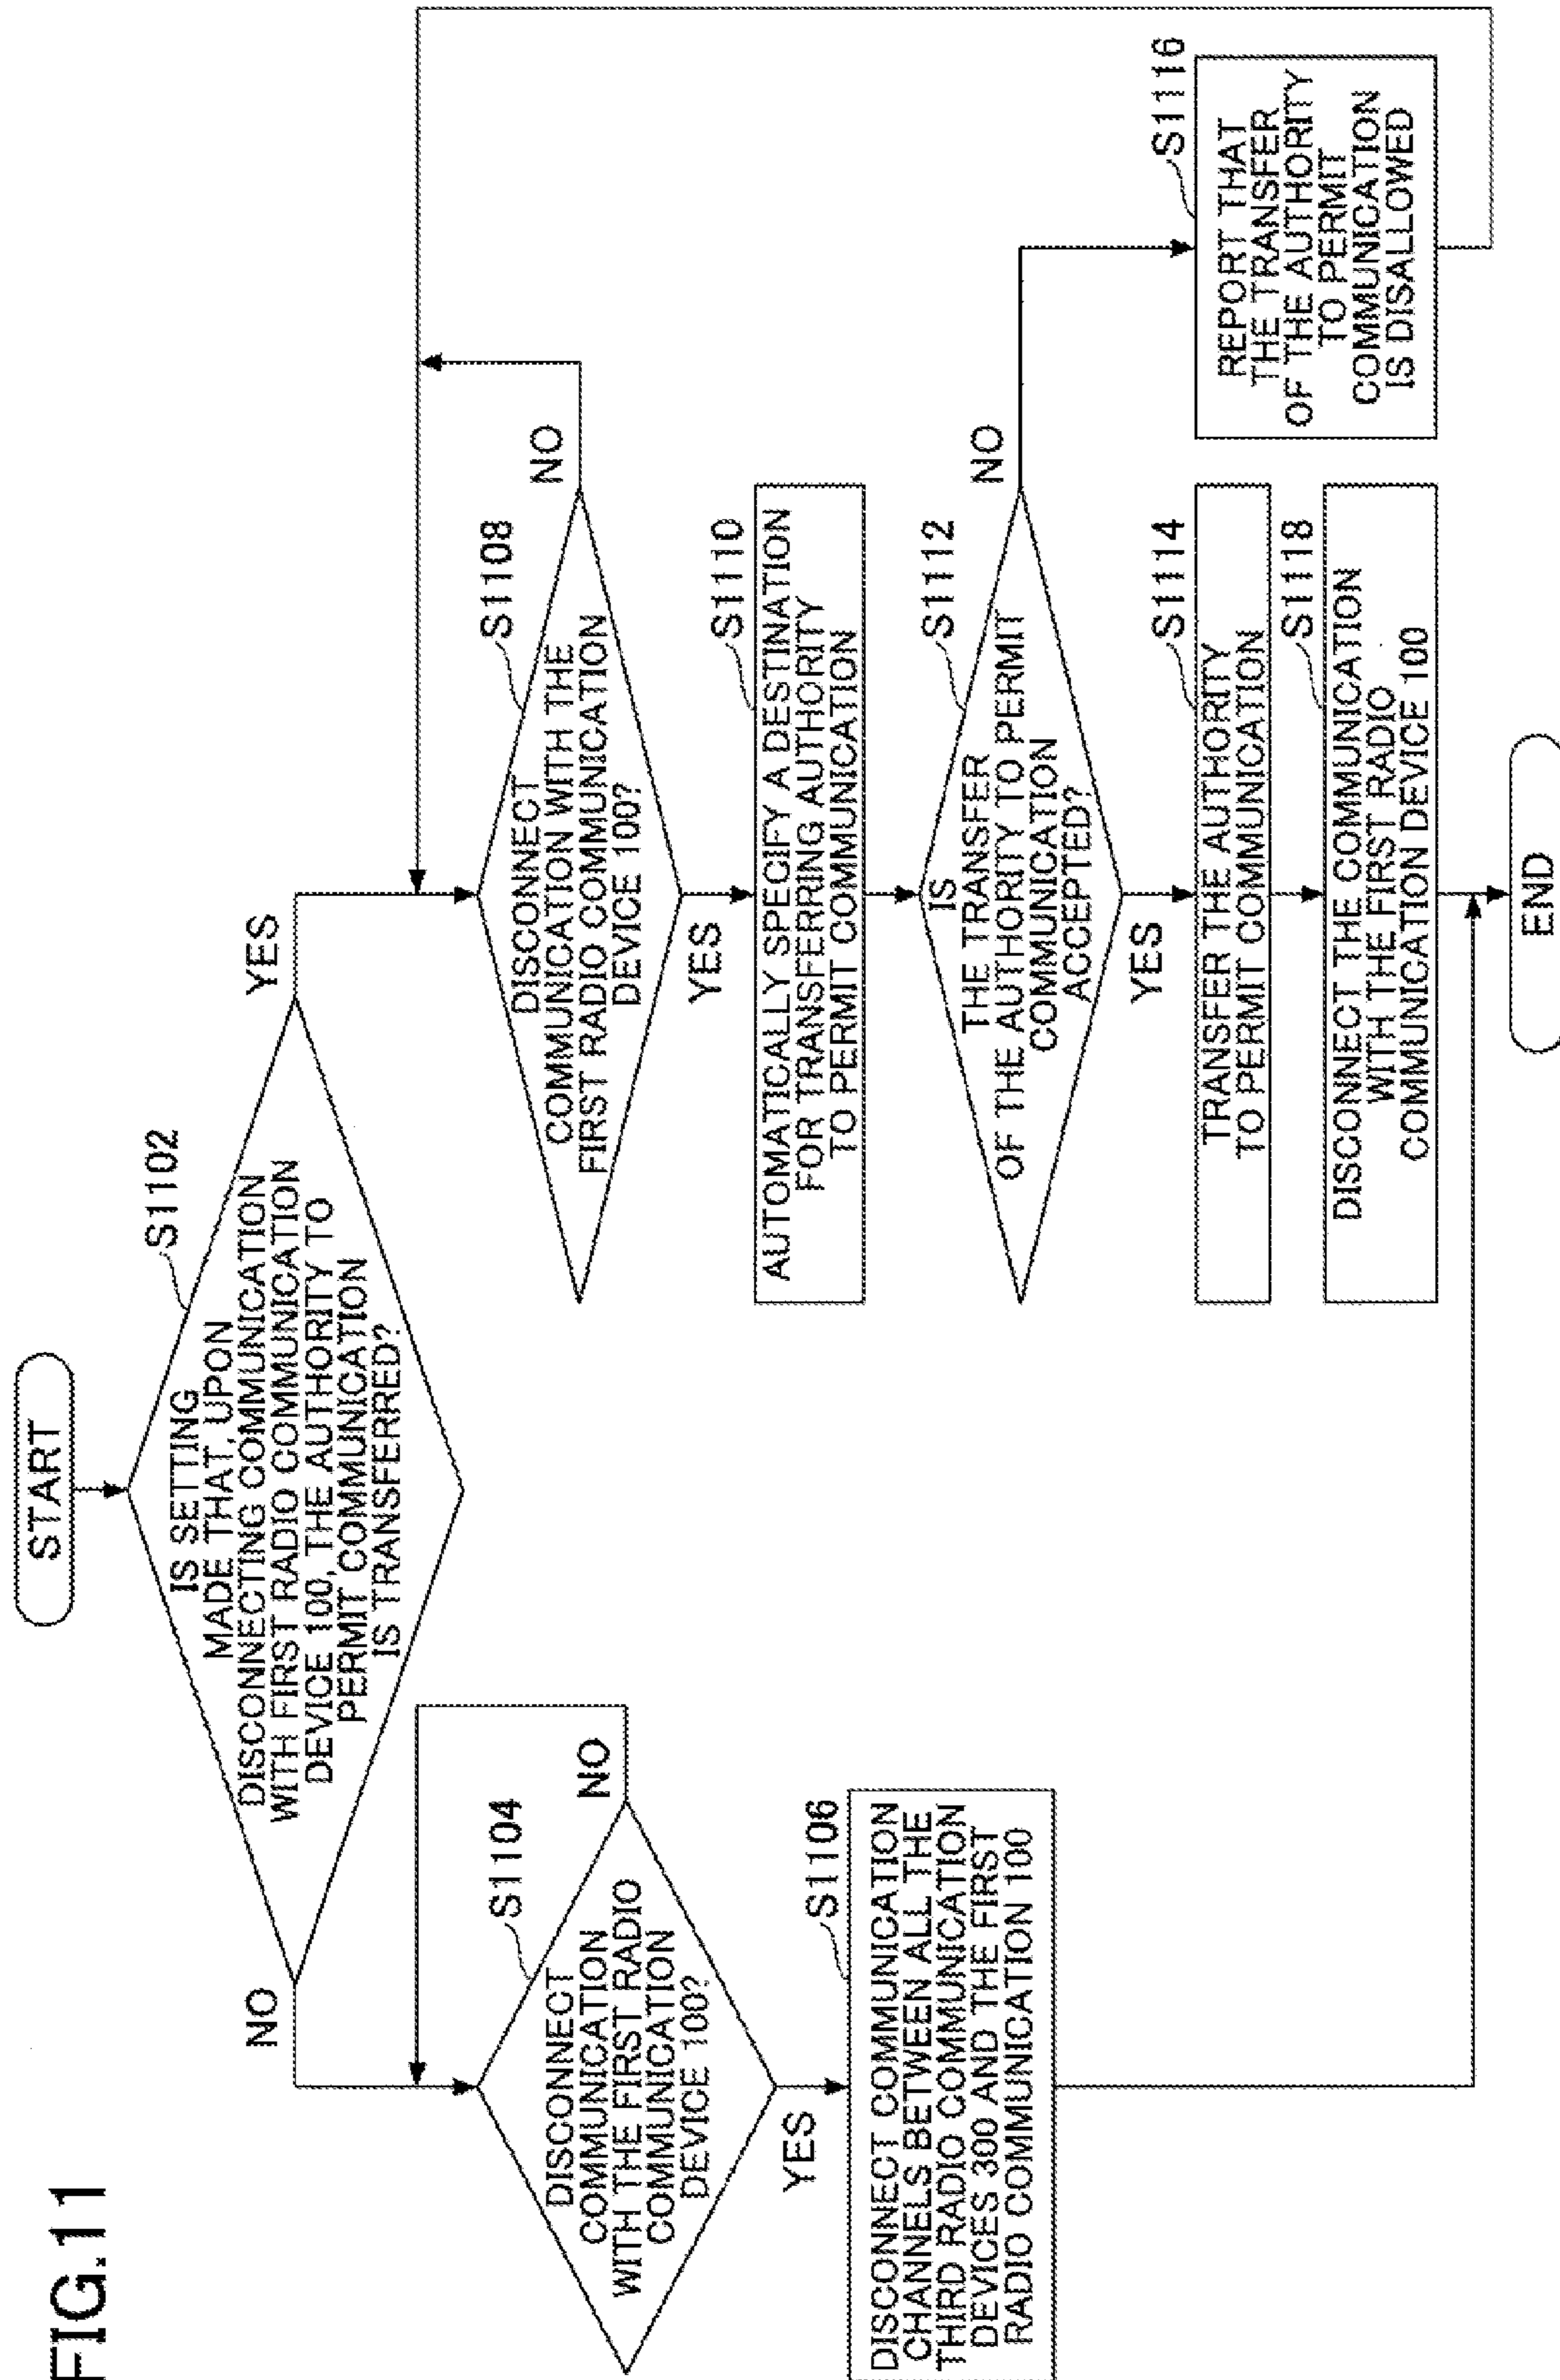 FIG.11
START
S1102
IS SETTING
MADE THAT, UPON
DISCONNECTING COMMUNICATION
WITH FIRST RADIO COMMUNICATION
DEVICE 100, THE AUTHORITY TO
PERMIT COMMUNICATION
IS TRANSFERRED?
NO
YES
S1104
DISCONNECT
COMMUNICATION
WITH THE FIRST RADIO
COMMUNICATION
DEVICE 100?
NO
YES
S1106
DISCONNECT COMMUNICATION
CHANNELS BETWEEN ALL THE
THIRD RADIO COMMUNICATION
DEVICES 300 AND THE FIRST
RADIO COMMUNICATION 100
S1108
DISCONNECT
COMMUNICATION WITH THE
FIRST RADIO COMMUNICATION
DEVICE 100?
NO
YES
S1110
AUTOMATICALLY SPECIFY A DESTINATION
FOR TRANSFERRING AUTHORITY
TO PERMIT COMMUNICATION
S1112
IS
THE TRANSFER
OF THE AUTHORITY TO PERMIT
COMMUNICATION
ACCEPTED?
NO
YES
S1114
TRANSFER THE AUTHORITY
TO PERMIT COMMUNICATION
S1116
REPORT THAT
THE TRANSFER
OF THE AUTHORITY
TO PERMIT
COMMUNICATION
IS DISALLOWED
S1118
DISCONNECT THE COMMUNICATION
WITH THE FIRST RADIO
COMMUNICATION DEVICE 100
END